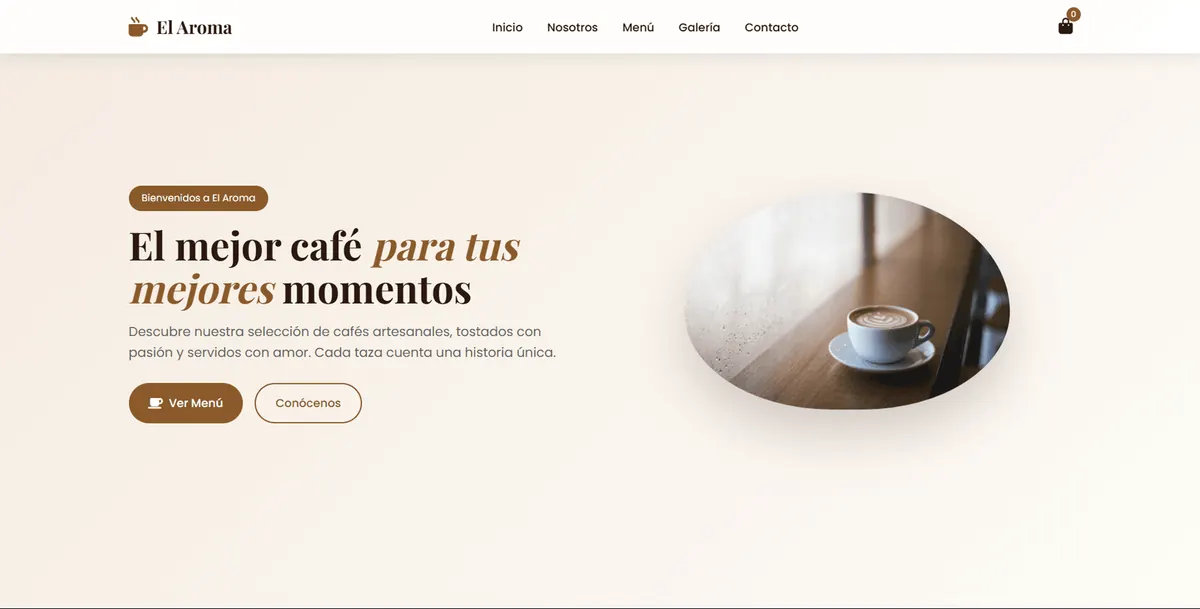 El Aroma
Inicio
Nosotros
Menú
Galería
Contacto
0
Bienvenidos a El Aroma
El mejor café para tus
mejores momentos
Descubre nuestra selección de cafés artesanales, tostados con
pasión y servidos con amor. Cada taza cuenta una historia única.
Ver Menú
Conócenos